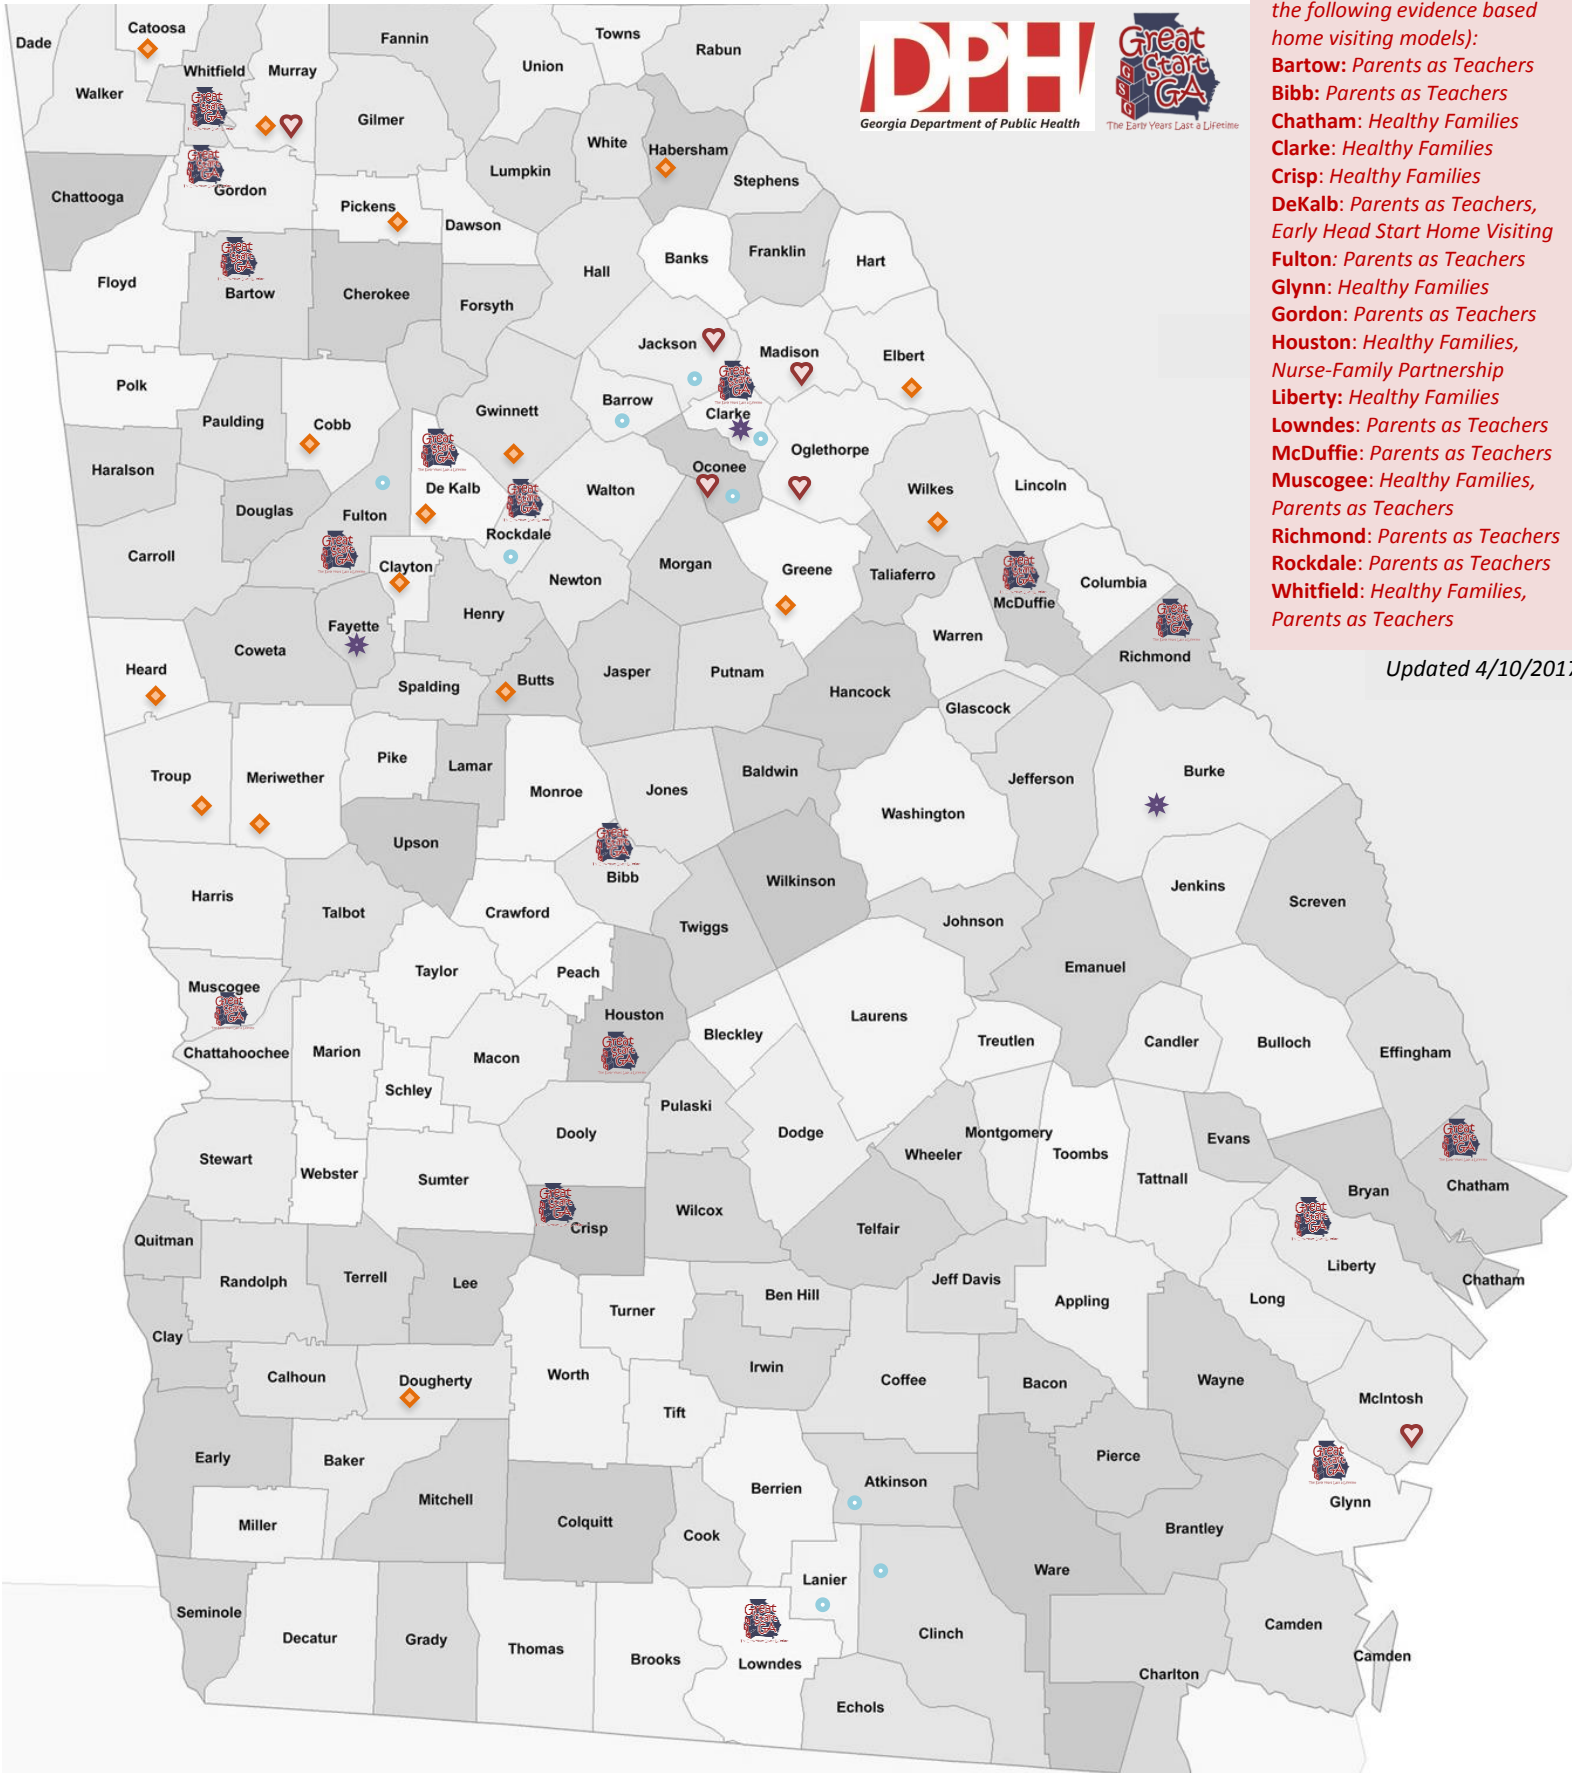 the following evidence based
home visiting models):
Bartow: Parents as Teachers
Bibb: Parents as Teachers
Chatham: Healthy Families
Clarke: Healthy Families
Crisp: Healthy Families
DeKalb: Parents as Teachers,
Early Head Start Home Visiting
Fulton: Parents as Teachers
Glynn: Healthy Families
Gordon: Parents as Teachers
Houston: Healthy Families,
Nurse-Family Partnership
Liberty: Healthy Families
Lowndes: Parents as Teachers
McDuffie: Parents as Teachers
Muscogee: Healthy Families,
Parents as Teachers
Richmond: Parents as Teachers
Rockdale: Parents as Teachers
Whitfield: Healthy Families,
Parents as Teachers
Updated 4/10/2017
DPH
Georgia Department of Public Health
Great
Start
GA
GSG
The Early Years Last a Lifetime
Dade
Catoosa
Fannin
Towns
Rabun
Union
Whitfield
Murray
Walker
Gilmer
White
Habersham
Lumpkin
Stephens
Chattooga
Gordon
Pickens
Dawson
Banks
Franklin
Hart
Hall
Floyd
Bartow
Cherokee
Forsyth
Jackson
Madison
Elbert
Polk
Barrow
Gwinnett
Clarke
Paulding
Cobb
Oglethorpe
Haralson
Oconee
De Kalb
Walton
Wilkes
Lincoln
Douglas
Fulton
Rockdale
Carroll
Clayton
Morgan
Greene
Taliaferro
Newton
Columbia
McDuffie
Henry
Fayette
Warren
Coweta
Richmond
Heard
Spalding
Butts
Jasper
Putnam
Hancock
Glascock
Troup
Meriwether
Pike
Lamar
Monroe
Jones
Baldwin
Jefferson
Burke
Washington
Upson
Bibb
Wilkinson
Jenkins
Screven
Harris
Talbot
Crawford
Twiggs
Johnson
Taylor
Peach
Emanuel
Muscogee
Houston
Laurens
Bleckley
Treutlen
Candler
Bulloch
Effingham
Chattahoochee
Marion
Macon
Schley
Pulaski
Dooly
Dodge
Montgomery
Wheeler
Toombs
Evans
Stewart
Webster
Sumter
Tattnall
Bryan
Chatham
Wilcox
Crisp
Telfair
Quitman
Randolph
Terrell
Lee
Liberty
Jeff Davis
Chatham
Ben Hill
Appling
Long
Turner
Clay
Calhoun
Dougherty
Worth
Irwin
Coffee
Bacon
Wayne
McIntosh
Tift
Early
Baker
Pierce
Atkinson
Berrien
Mitchell
Glynn
Miller
Colquitt
Cook
Brantley
Ware
Lanier
Seminole
Decatur
Grady
Thomas
Brooks
Clinch
Camden
Camden
Lowndes
Charlton
Echols